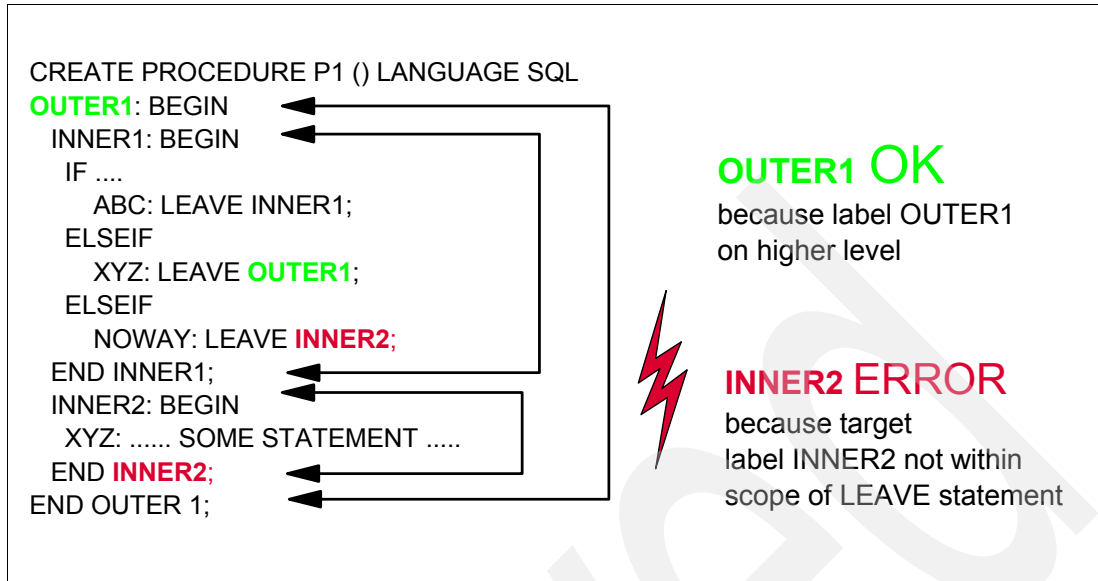 CREATE PROCEDURE P1 () LANGUAGE SQL
OUTER1: BEGIN
INNER1: BEGIN
IF ....
ABC: LEAVE INNER1;
ELSEIF
XYZ: LEAVE OUTER1;
ELSEIF
NOWAY: LEAVE INNER2;
END INNER1;
INNER2: BEGIN
XYZ: ...... SOME STATEMENT .....
END INNER2;
END OUTER 1;
OUTER1 OK
because label OUTER1
on higher level
INNER2 ERROR
because target
label INNER2 not within
scope of LEAVE statement